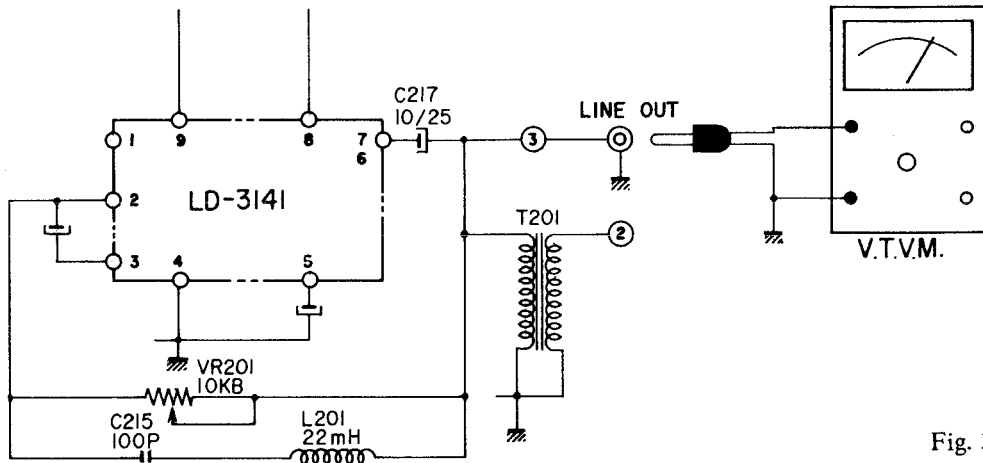 C217
10/25
LINE OUT
1
9
8
7
6
3
2
LD-3141
T201
2
3
4
5
V.T.V.M.
VR201
10KB
C215
100P
L201
22mH
Fig.